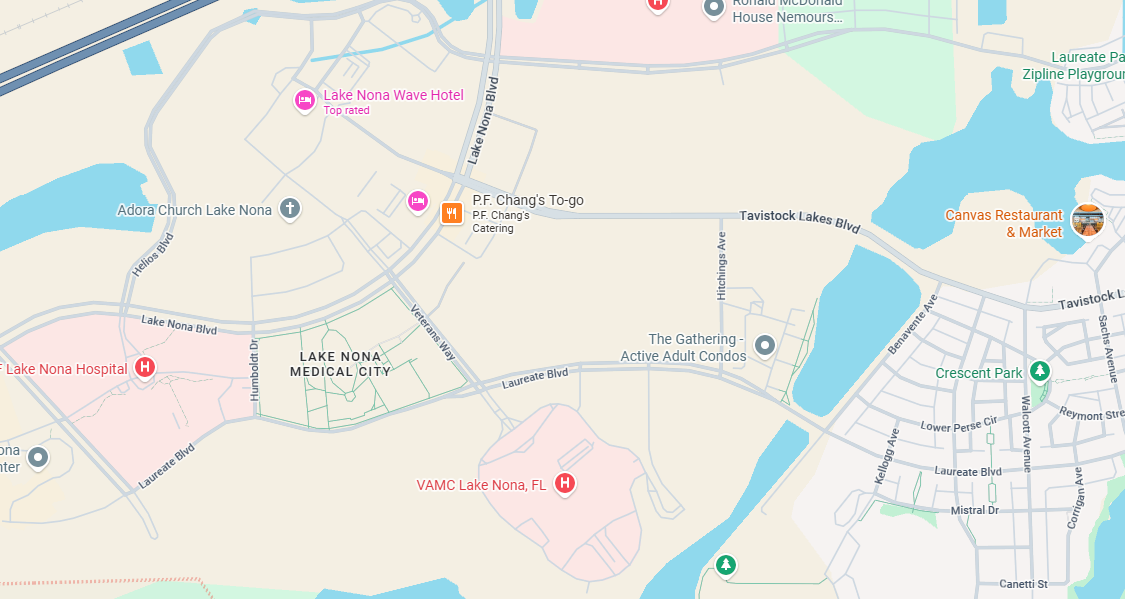 Ronald McDonald
House Nemours...
Laureate Pa
Zipline Playgroun
Lake Nona Wave Hotel
Top rated
Lake Nona Blvd
P.F. Chang's To-go
P.F. Chang's
Catering
Adora Church Lake Nona
Tavistock Lakes Blvd
Canvas Restaurant
& Market
Helios Blvd
Hitchings Ave
Tavistock L
Lake Nona Blvd
Veterans Way
Benavente Ave
Sachs Avenue
The Gathering -
Active Adult Condos
LAKE NONA
MEDICAL CITY
F Lake Nona Hospital
Humboldt Dr
Laureate Blvd
Crescent Park
Walcott Avenue
Reymont Stre
Lower Perse Cir
Kellogg Ave
Laureate Blvd
ona
nter
Laureate Blvd
VAMC Lake Nona, FL
Mistral Dr
Corrigan Ave
Canetti St